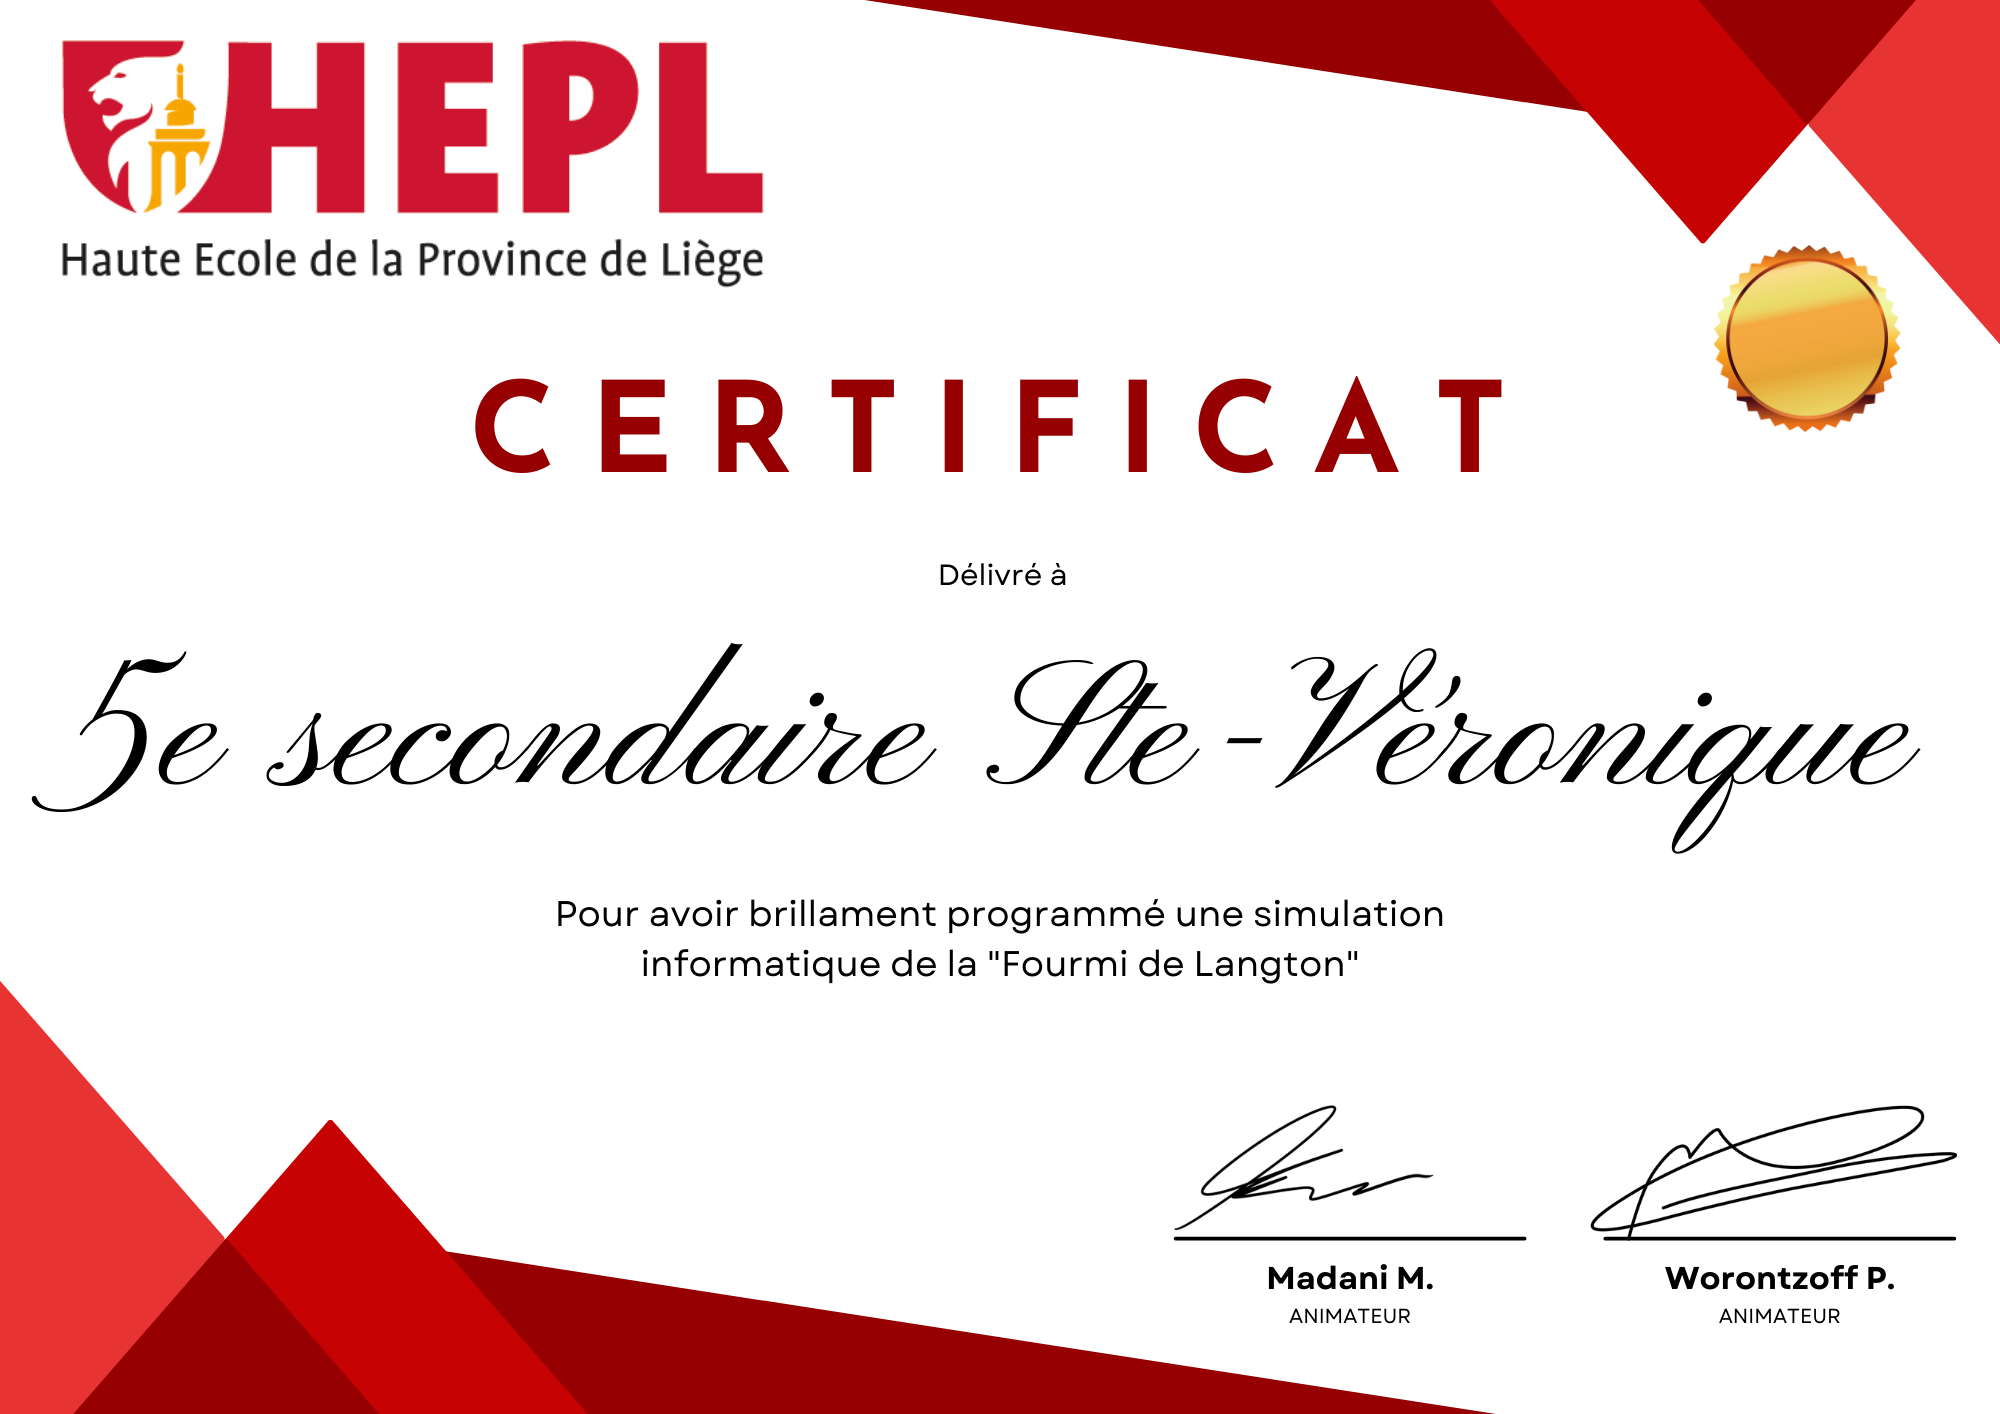 HEPL
Haute Ecole de la Province de Liège
CERTIFICAT
Délivré à
5e secondaire Ste-Véronique
Pour avoir brillament programmé une simulation
informatique de la "Fourmi de Langton"
Madani M. Worontzoff P.
ANIMATEUR ANIMATEUR